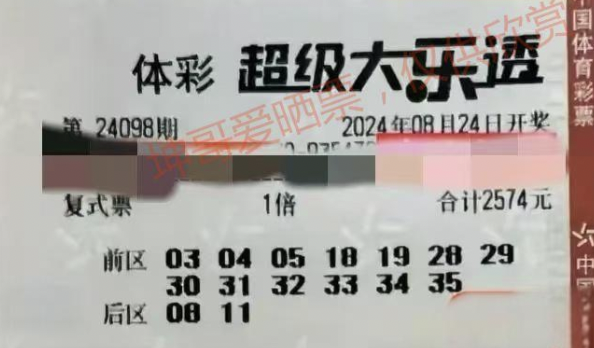 体彩 超级大乐透
第 24098期 2024年08月24日开奖
复式票 1倍 合计2574元
前区 03 04 05 18 19 28 29
30 31 32 33 34 35
后区 08 11
坤哥爱晒票，仅供欣赏
中国体育彩票
中国